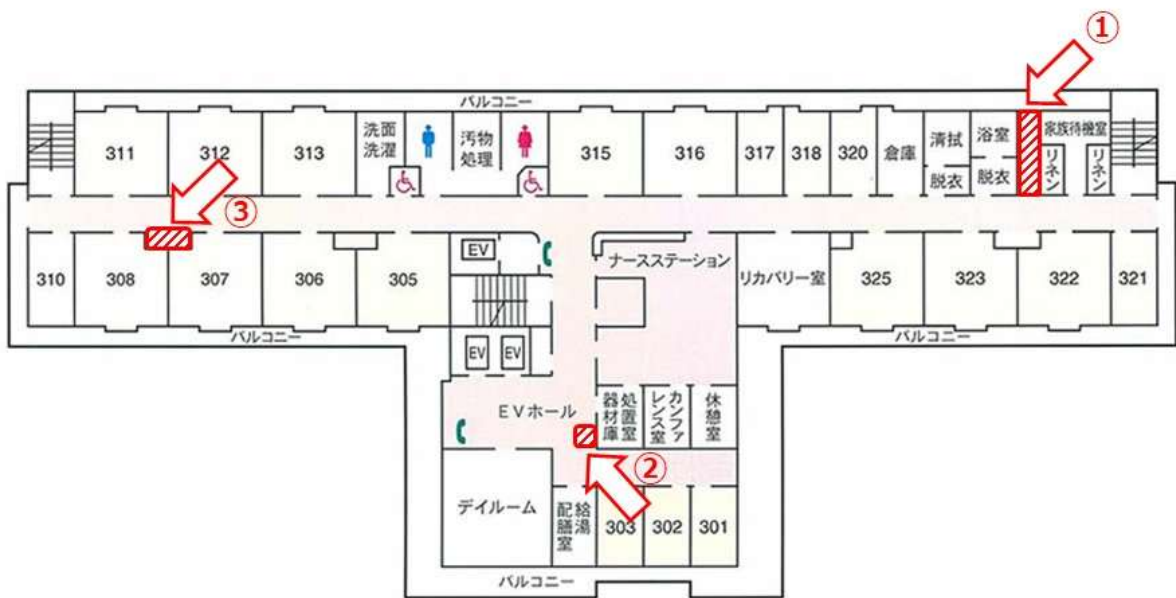 ①
バルコニー
311
312
313
洗面
洗濯
汚物
処理
315
316
317
318
320
倉庫
清拭
脱衣
浴室
脱衣
家族待機室
リネン
リネン
③
310
308
307
306
305
EV
ナースステーション
リカバリー室
325
323
322
321
バルコニー
EV
EV
バルコニー
EVホール
処置室
器材庫
カンファ
レンス室
休憩室
②
デイルーム
給湯
配膳室
303
302
301
バルコニー